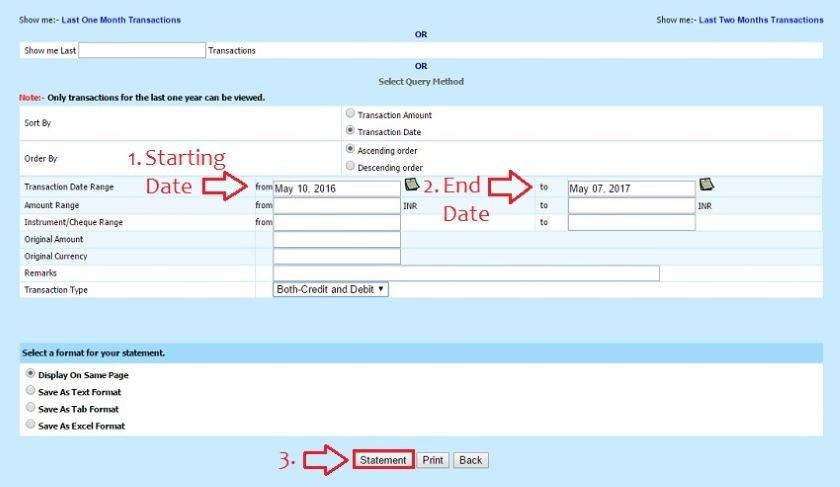 Show me:- Last One Month Transactions Show me:- Last Two Months Transactions
OR
Show me Last Transactions
OR
Select Query Method
Note:- Only transactions for the last one year can be viewed.
Sort By
Transaction Amount
Transaction Date
Order By
Ascending order
Descending order
1. Starting Date
2. End Date
Transaction Date Range from May 10, 2016 to May 07, 2017
Amount Range from INR to INR
Instrument/Cheque Range from to
Original Amount
Original Currency
Remarks
Transaction Type Both-Credit and Debit
Select a format for your statement.
Display On Same Page
Save As Text Format
Save As Tab Format
Save As Excel Format
3. Statement Print Back